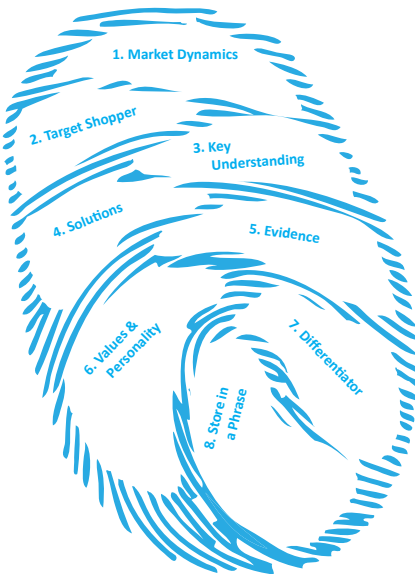 1. Market Dynamics
2. Target Shopper
3. Key
Understanding
4. Solutions
5. Evidence
6. Values &
Personality
7. Differentiator
8. Store in
a Phrase